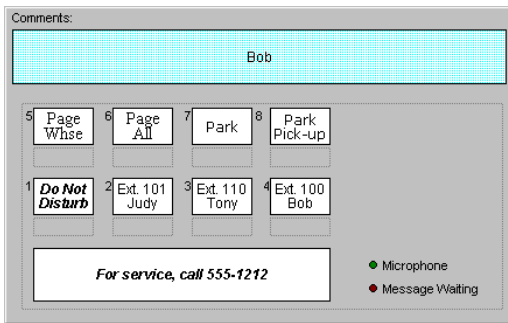 Comments:
Bob
5 Page Whse 6 Page All 7 Park 8 Park Pick-up
1 Do Not Disturb 2 Ext. 101 Judy 3 Ext. 110 Tony 4 Ext. 100 Bob
For service, call 555-1212
Microphone
Message Waiting